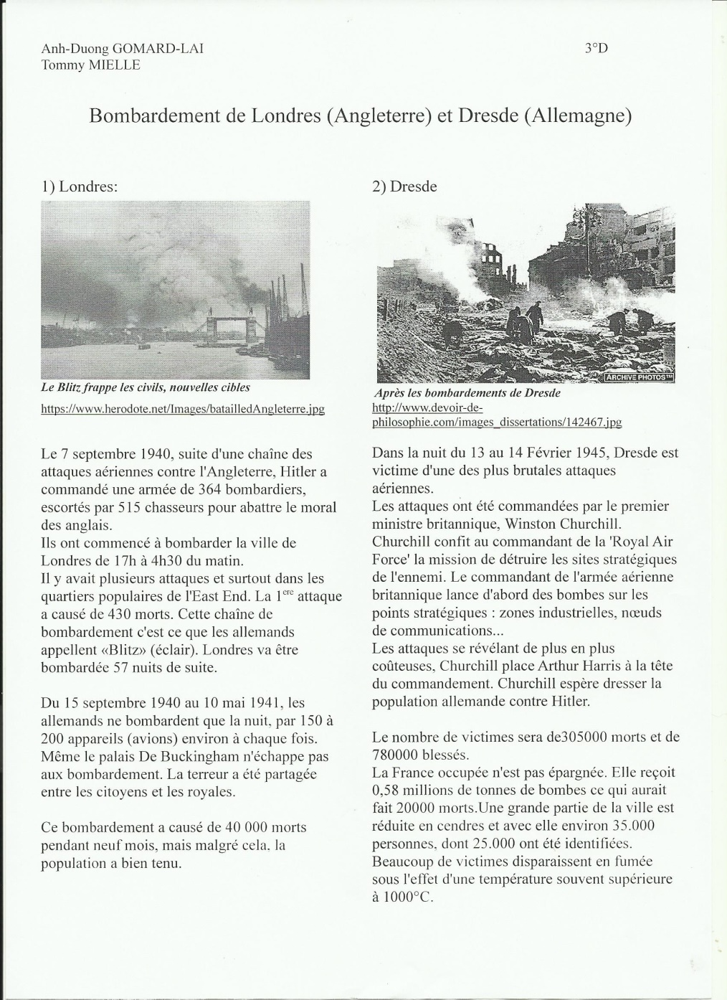 Anh-Duong GOMARD-LAI
3°D
Tommy MIELLE
Bombardement de Londres (Angleterre) et Dresde (Allemagne)
1) Londres:
Le Blitz frappe les civils, nouvelles cibles
https://www.herodote.net/Images/batailledAngleterre.jpg
Le 7 septembre 1940, suite d'une chaîne des
attaques aériennes contre l'Angleterre, Hitler a
commandé une armée de 364 bombardiers,
escortés par 515 chasseurs pour abattre le moral
des anglais.
Ils ont commencé à bombarder la ville de
Londres de 17h à 4h30 du matin.
Il y avait plusieurs attaques et surtout dans les
quartiers populaires de l'East End. La 1ere attaque
a causé de 430 morts. Cette chaîne de
bombardement c'est ce que les allemands
appellent «Blitz» (éclair). Londres va être
bombardée 57 nuits de suite.
Du 15 septembre 1940 au 10 mai 1941, les
allemands ne bombardent que la nuit, par 150 à
200 appareils (avions) environ à chaque fois.
Même le palais De Buckingham n'échappe pas
aux bombardement. La terreur a été partagée
entre les citoyens et les royales.
Ce bombardement a causé de 40 000 morts
pendant neuf mois, mais malgré cela, la
population a bien tenu.
2) Dresde
ARCHIVE PHOTOS™
Après les bombardements de Dresde
http://www.devoir-de-
philosophie.com/images_dissertations/142467.jpg
Dans la nuit du 13 au 14 Février 1945, Dresde est
victime d'une des plus brutales attaques
aériennes.
Les attaques ont été commandées par le premier
ministre britannique, Winston Churchill.
Churchill confit au commandant de la 'Royal Air
Force' la mission de détruire les sites stratégiques
de l'ennemi. Le commandant de l'armée aérienne
britannique lance d'abord des bombes sur les
points stratégiques : zones industrielles, nœuds
de communications...
Les attaques se révélant de plus en plus
coûteuses, Churchill place Arthur Harris à la tête
du commandement. Churchill espère dresser la
population allemande contre Hitler.
Le nombre de victimes sera de305000 morts et de
780000 blessés.
La France occupée n'est pas épargnée. Elle reçoit
0,58 millions de tonnes de bombes ce qui aurait
fait 20000 morts.Une grande partie de la ville est
réduite en cendres et avec elle environ 35.000
personnes, dont 25.000 ont été identifiées.
Beaucoup de victimes disparaissent en fumée
sous l'effet d'une température souvent supérieure
à 1000°C.